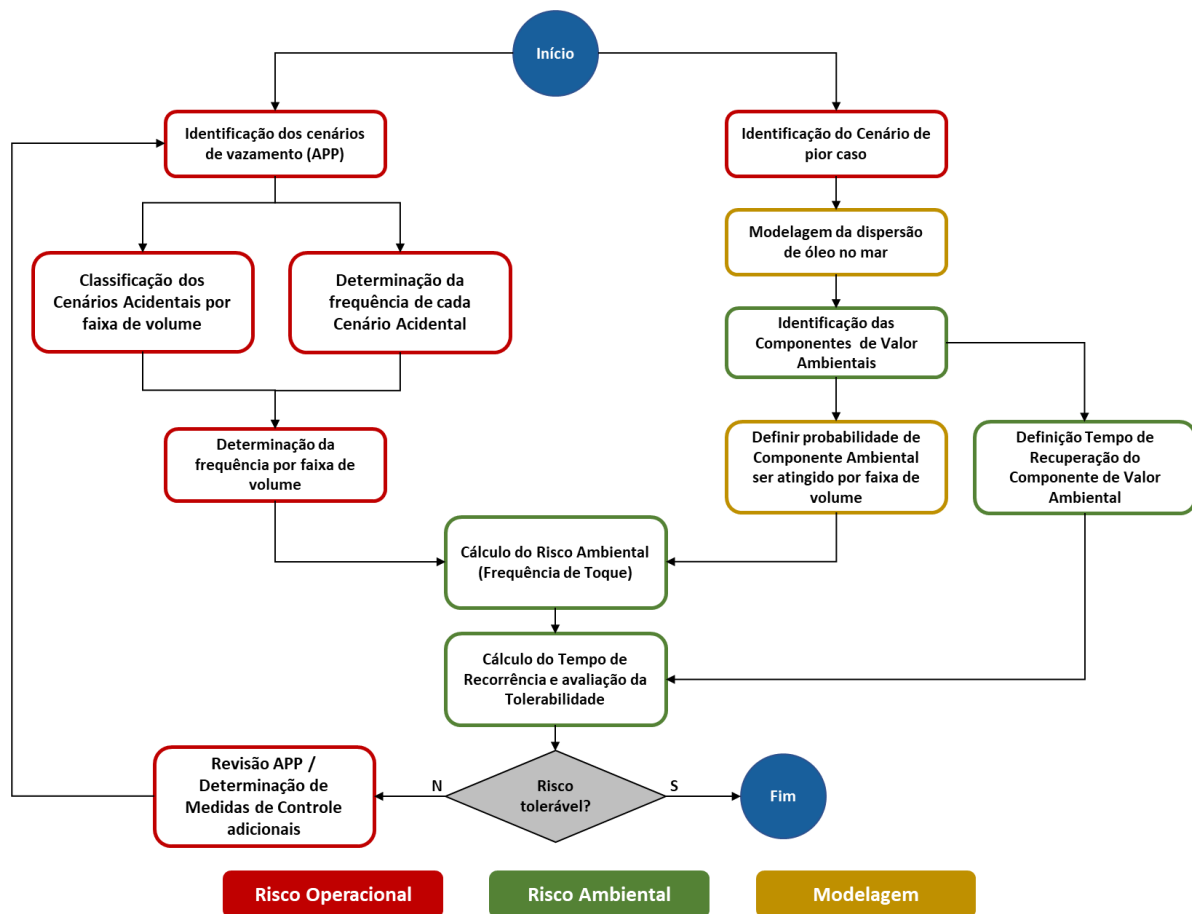 Início
Identificação dos cenários
de vazamento (APP)
Identificação do Cenário de
pior caso
Modelagem da dispersão
de óleo no mar
Classificação dos
Cenários Acidentais por
faixa de volume
Determinação da
frequência de cada
Cenário Acidental
Identificação das
Componentes de Valor
Ambientais
Determinação da
frequência por faixa de
volume
Definir probabilidade de
Componente Ambiental
ser atingido por faixa de
volume
Definição Tempo de
Recuperação do
Componente de Valor
Ambiental
Cálculo do Risco Ambiental
(Frequência de Toque)
Cálculo do Tempo de
Recorrência e avaliação da
Tolerabilidade
Revisão APP /
Determinação de
Medidas de Controle
adicionais
N
Risco
tolerável?
S
Fim
Risco Operacional
Risco Ambiental
Modelagem